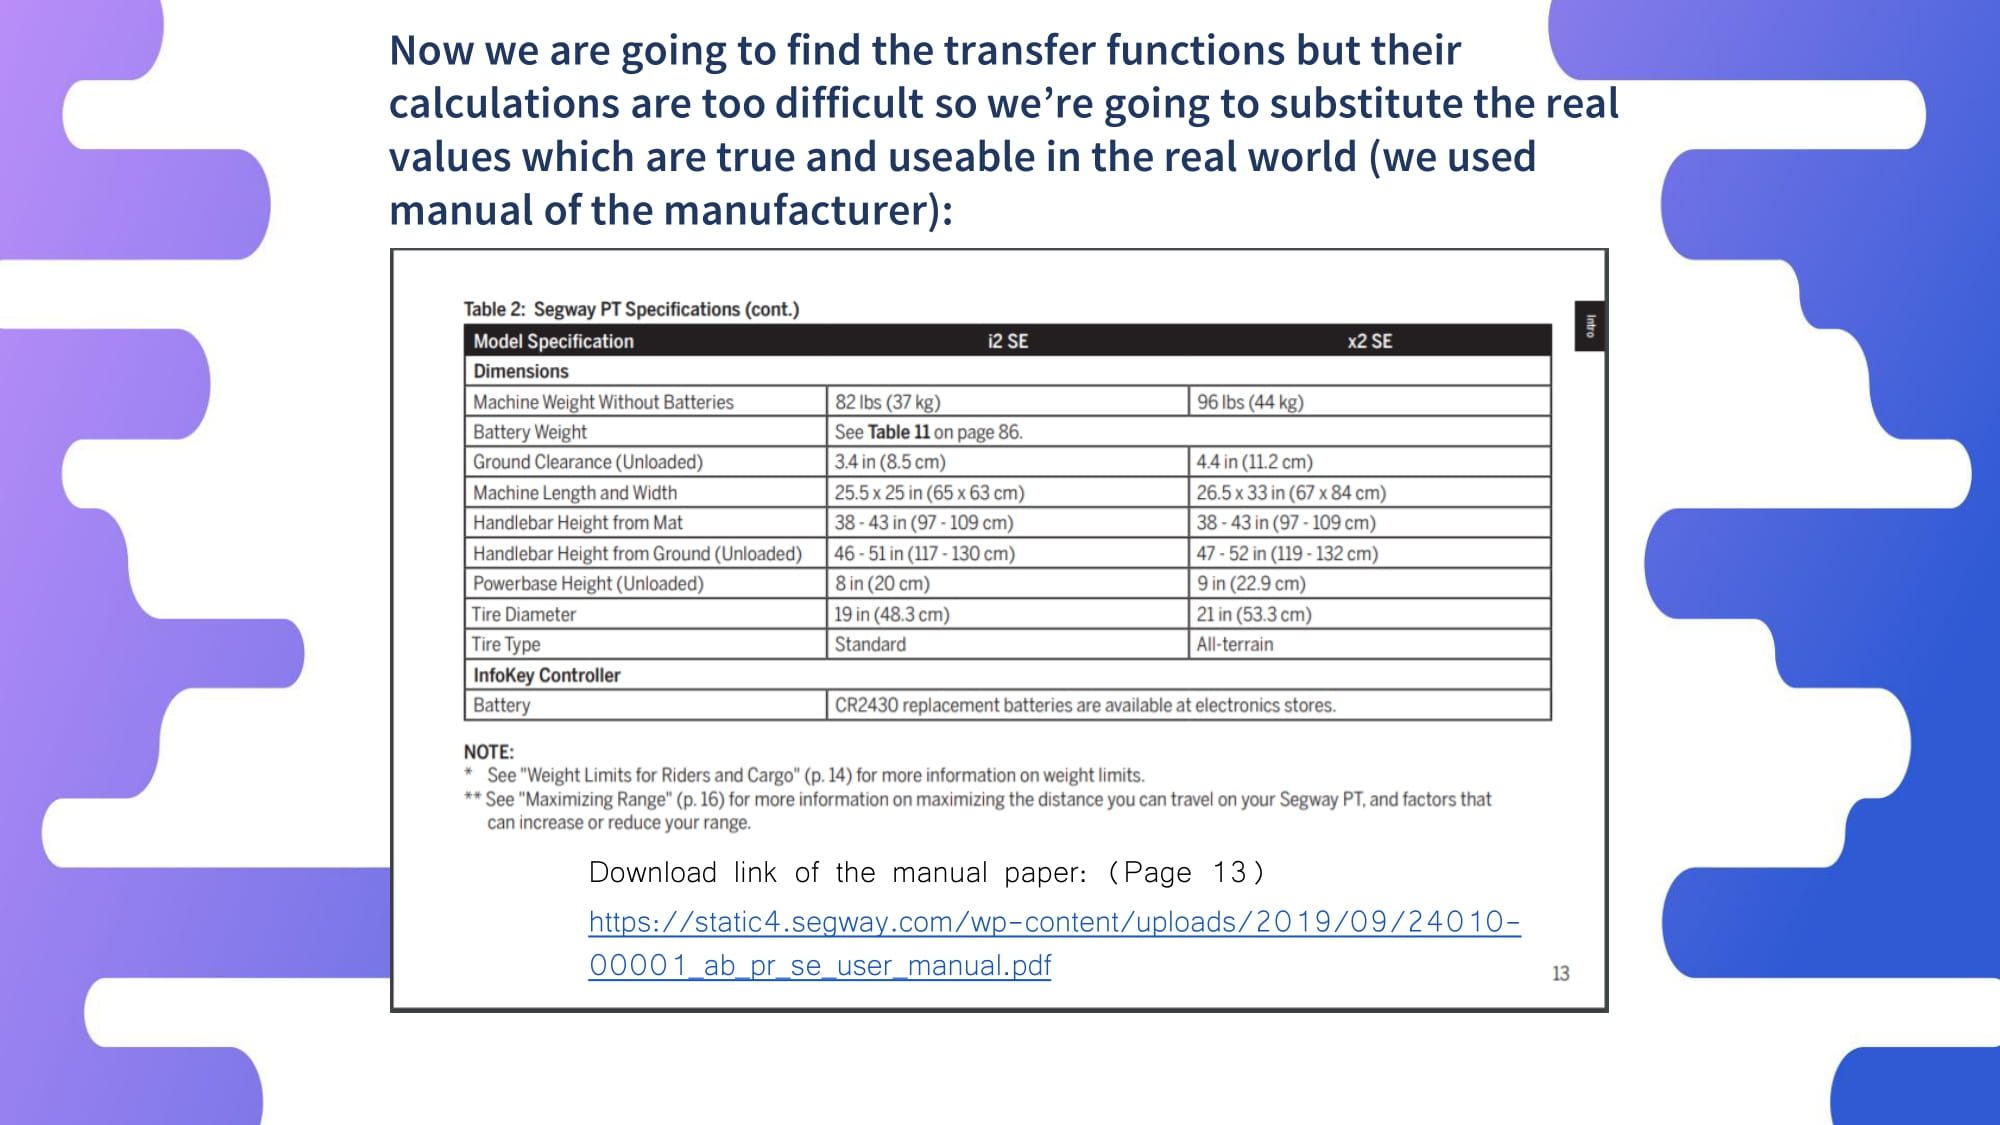 Now we are going to find the transfer functions but their
calculations are too difficult so we’re going to substitute the real
values which are true and useable in the real world (we used
manual of the manufacturer):
Table 2: Segway PT Specifications (cont.)
Intro
Model Specification i2 SE x2 SE
Dimensions
Machine Weight Without Batteries 82 lbs (37 kg) 96 lbs (44 kg)
Battery Weight See Table 11 on page 86.
Ground Clearance (Unloaded) 3.4 in (8.5 cm) 4.4 in (11.2 cm)
Machine Length and Width 25.5 x 25 in (65 x 63 cm) 26.5 x 33 in (67 x 84 cm)
Handlebar Height from Mat 38 - 43 in (97 - 109 cm) 38 - 43 in (97 - 109 cm)
Handlebar Height from Ground (Unloaded) 46 - 51 in (117 - 130 cm) 47 - 52 in (119 - 132 cm)
Powerbase Height (Unloaded) 8 in (20 cm) 9 in (22.9 cm)
Tire Diameter 19 in (48.3 cm) 21 in (53.3 cm)
Tire Type Standard All-terrain
InfoKey Controller
Battery CR2430 replacement batteries are available at electronics stores.
NOTE:
* See "Weight Limits for Riders and Cargo" (p. 14) for more information on weight limits.
** See "Maximizing Range" (p. 16) for more information on maximizing the distance you can travel on your Segway PT, and factors that
can increase or reduce your range.
Download link of the manual paper: (Page 13)
https://static4.segway.com/wp-content/uploads/2019/09/24010-
00001_ab_pr_se_user_manual.pdf
13